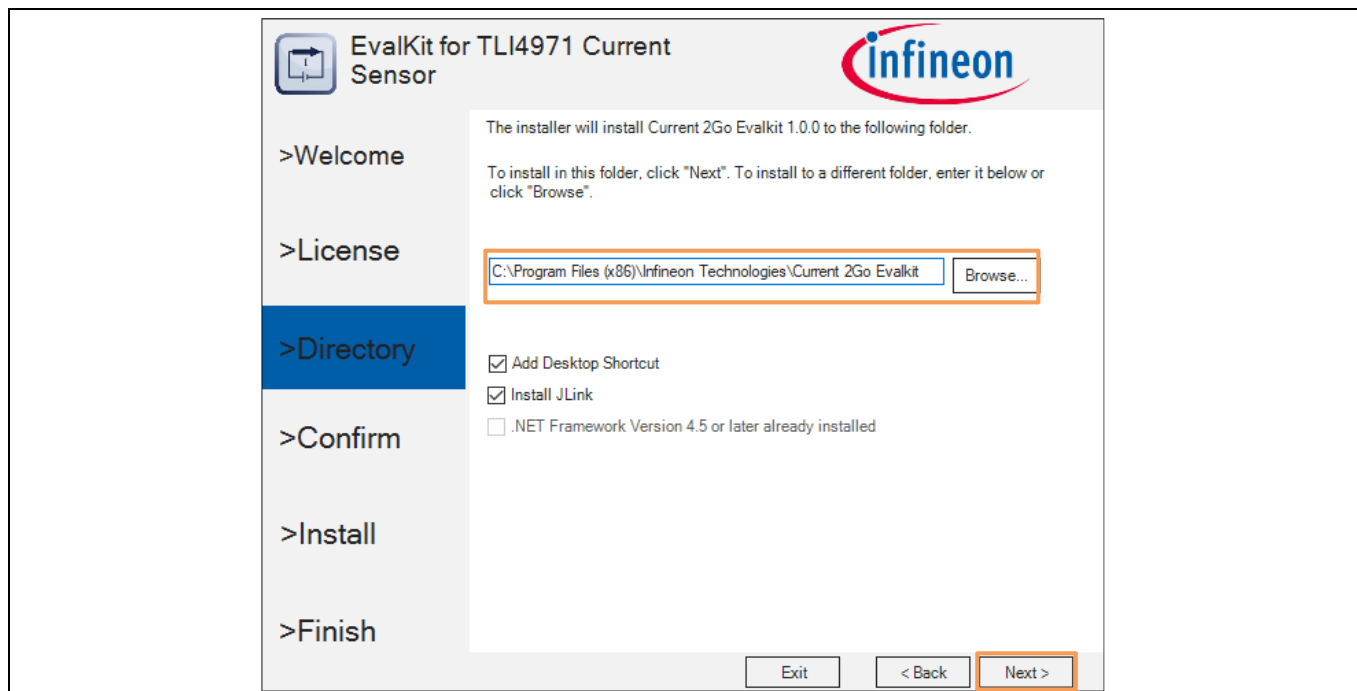 EvalKit for TLI4971 Current
Sensor
infineon
>Welcome
>License
>Directory
>Confirm
>Install
>Finish
The installer will install Current 2Go Evalkit 1.0.0 to the following folder.
To install in this folder, click "Next". To install to a different folder, enter it below or
click "Browse".
C:\Program Files (x86)\Infineon Technologies\Current 2Go Evalkit
Browse...
Add Desktop Shortcut
Install JLink
.NET Framework Version 4.5 or later already installed
Exit
< Back
Next >